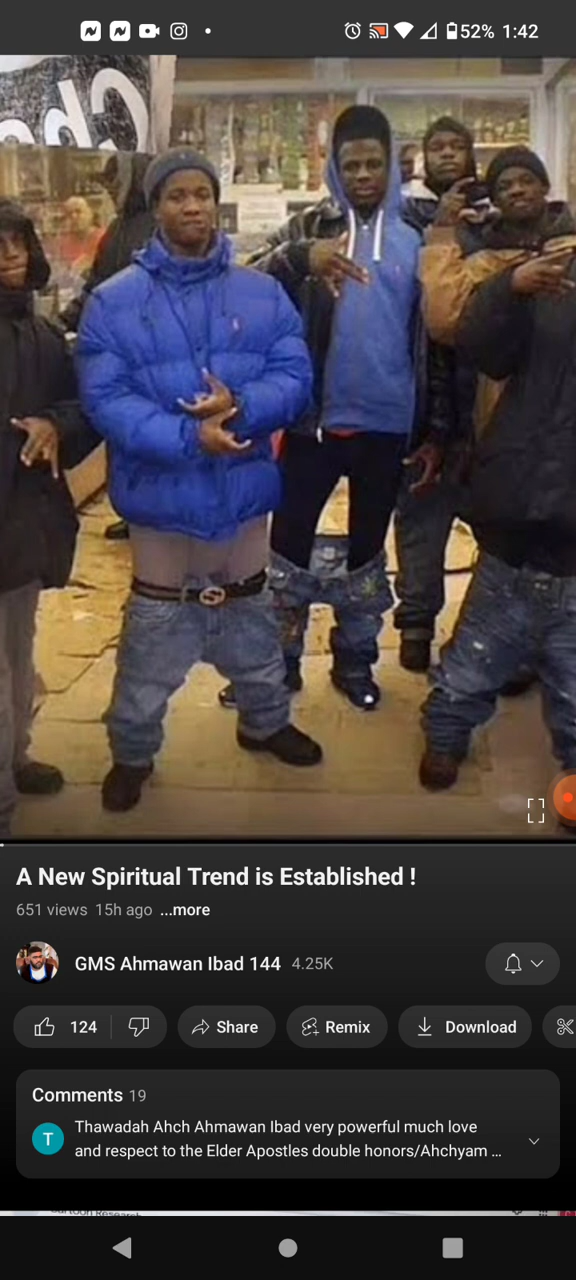 52% 1:42
A New Spiritual Trend is Established !
651 views 15h ago ...more
GMS Ahmawan Ibad 144 4.25K
124 Share Remix Download
Comments 19
T
Thawadah Ahch Ahmawan Ibad very powerful much love
and respect to the Elder Apostles double honors/Ahchyam ...